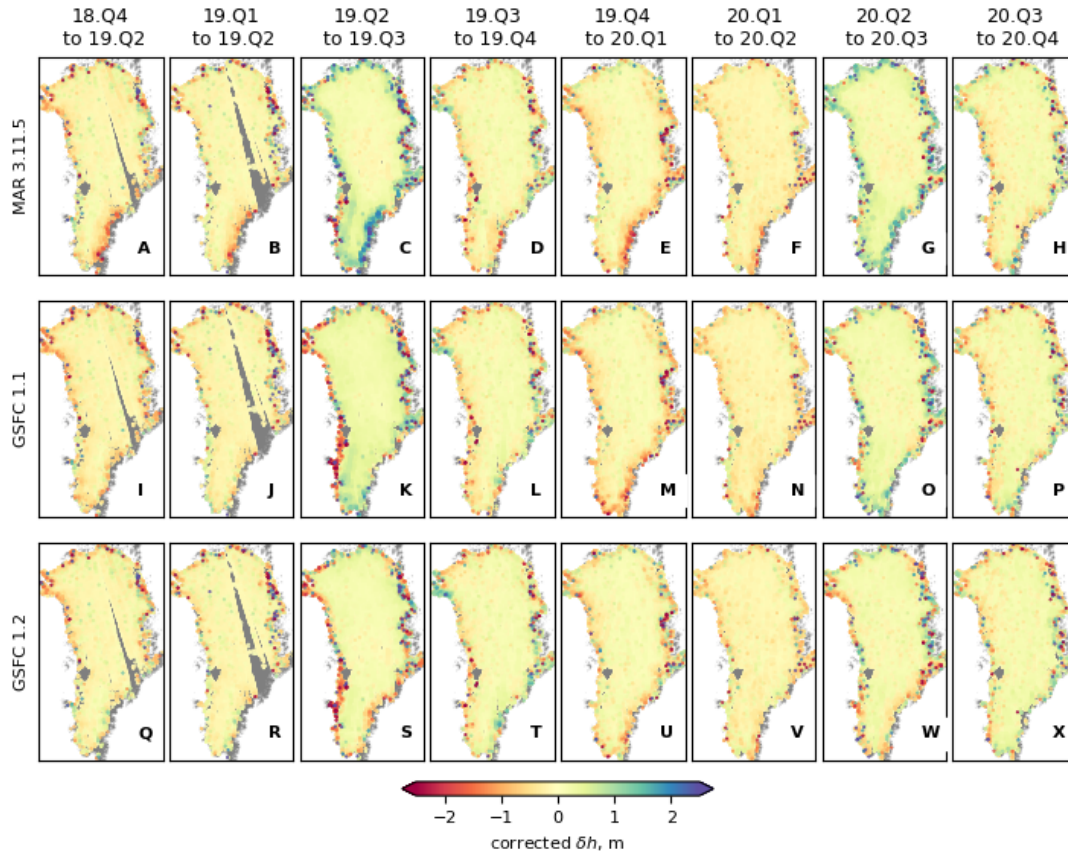 18.Q4 19.Q1 19.Q2 19.Q3 19.Q4 20.Q1 20.Q2 20.Q3
to 19.Q2 to 19.Q2 to 19.Q3 to 19.Q4 to 20.Q1 to 20.Q2 to 20.Q3 to 20.Q4
MAR 3.11.5
A B C D E F G H
GSFC 1.1
I J K L M N O P
GSFC 1.2
Q R S T U V W X
−2 −1 0 1 2
corrected δh, m